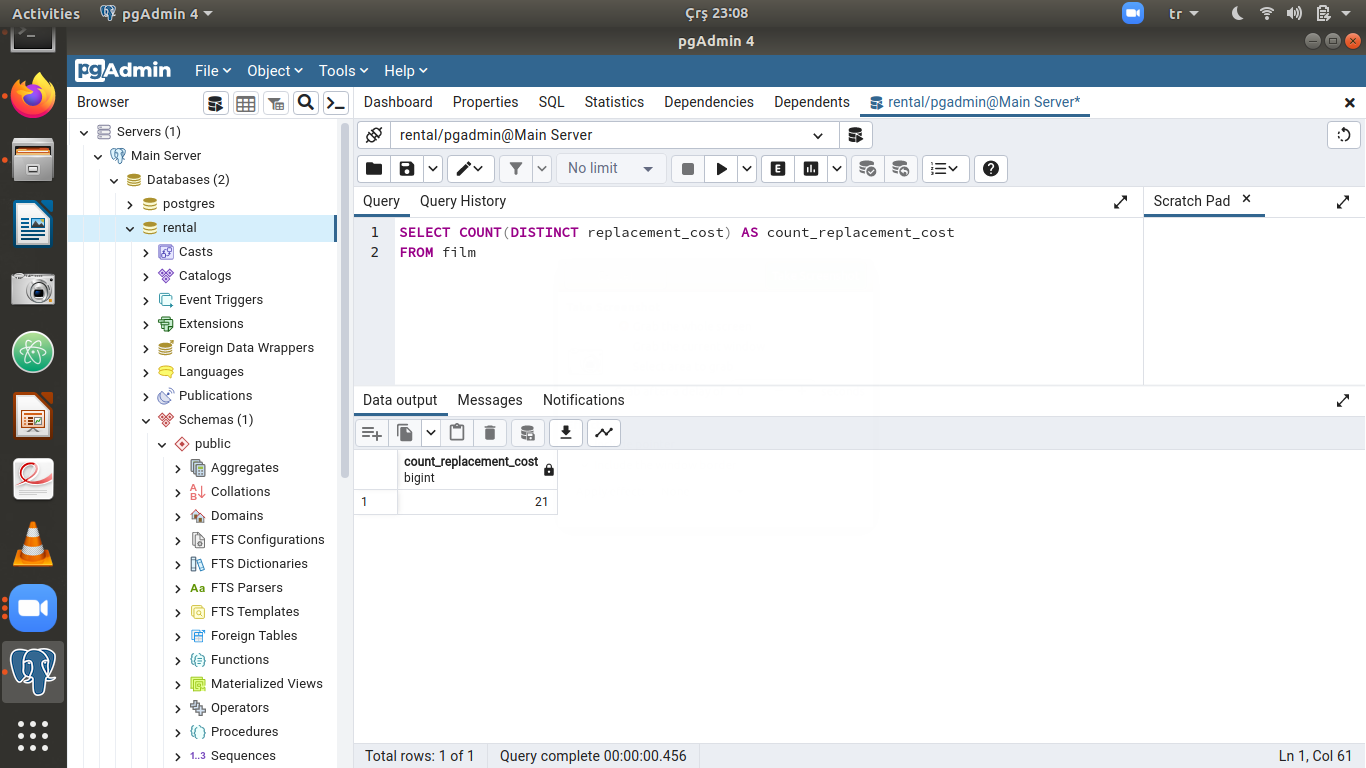 Activities pgAdmin 4 Çrş 23:08 tr
pgAdmin 4
pgAdmin File Object Tools Help
Browser Dashboard Properties SQL Statistics Dependencies Dependents rental/pgadmin@Main Server*
Servers (1)
Main Server
Databases (2)
postgres
rental
Casts
Catalogs
Event Triggers
Extensions
Foreign Data Wrappers
Languages
Publications
Schemas (1)
public
Aggregates
Collations
Domains
FTS Configurations
FTS Dictionaries
Aa FTS Parsers
FTS Templates
Foreign Tables
Functions
Materialized Views
Operators
Procedures
1..3 Sequences
rental/pgadmin@Main Server
No limit E
Query Query History Scratch Pad
1 SELECT COUNT(DISTINCT replacement_cost) AS count_replacement_cost
2 FROM film
Data output Messages Notifications
count_replacement_cost
bigint
1 21
Total rows: 1 of 1 Query complete 00:00:00.456 Ln 1, Col 61